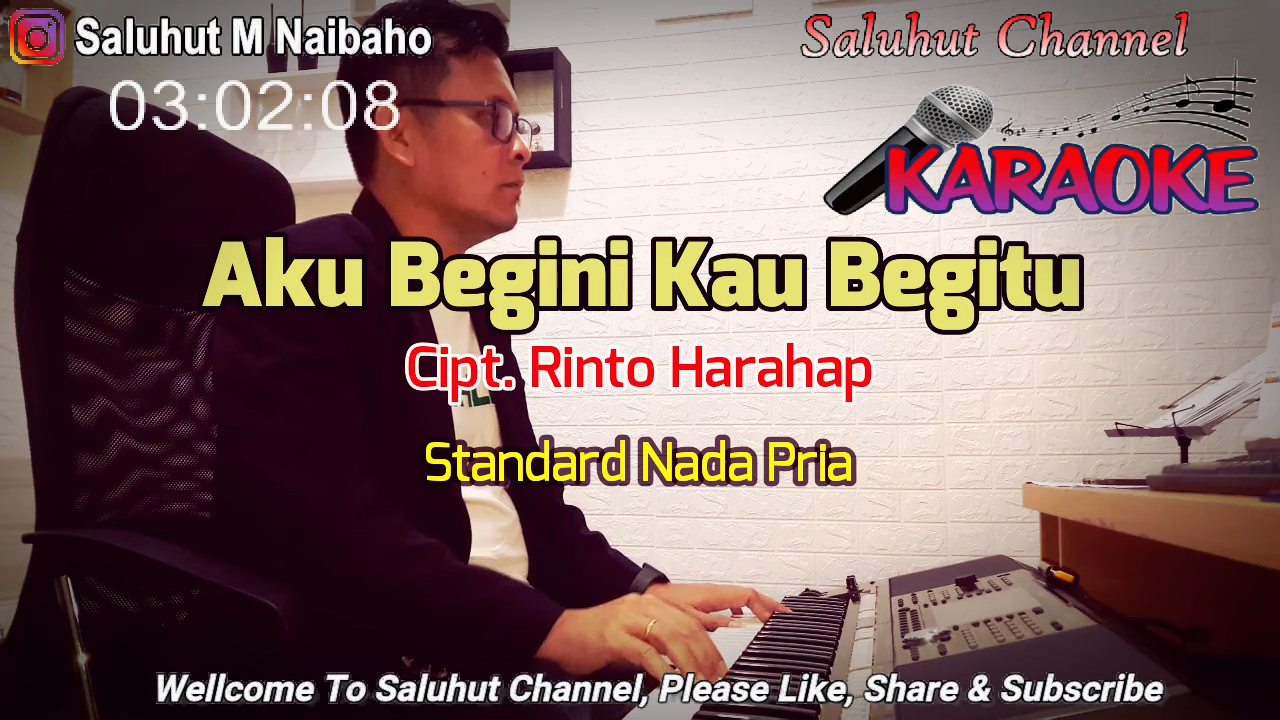 Saluhut M Naibaho
Saluhut Channel
03:02:08
KARAOKE
Aku Begini Kau Begitu
Cipt. Rinto Harahap
Standard Nada Pria
Wellcome To Saluhut Channel, Please Like, Share & Subscribe